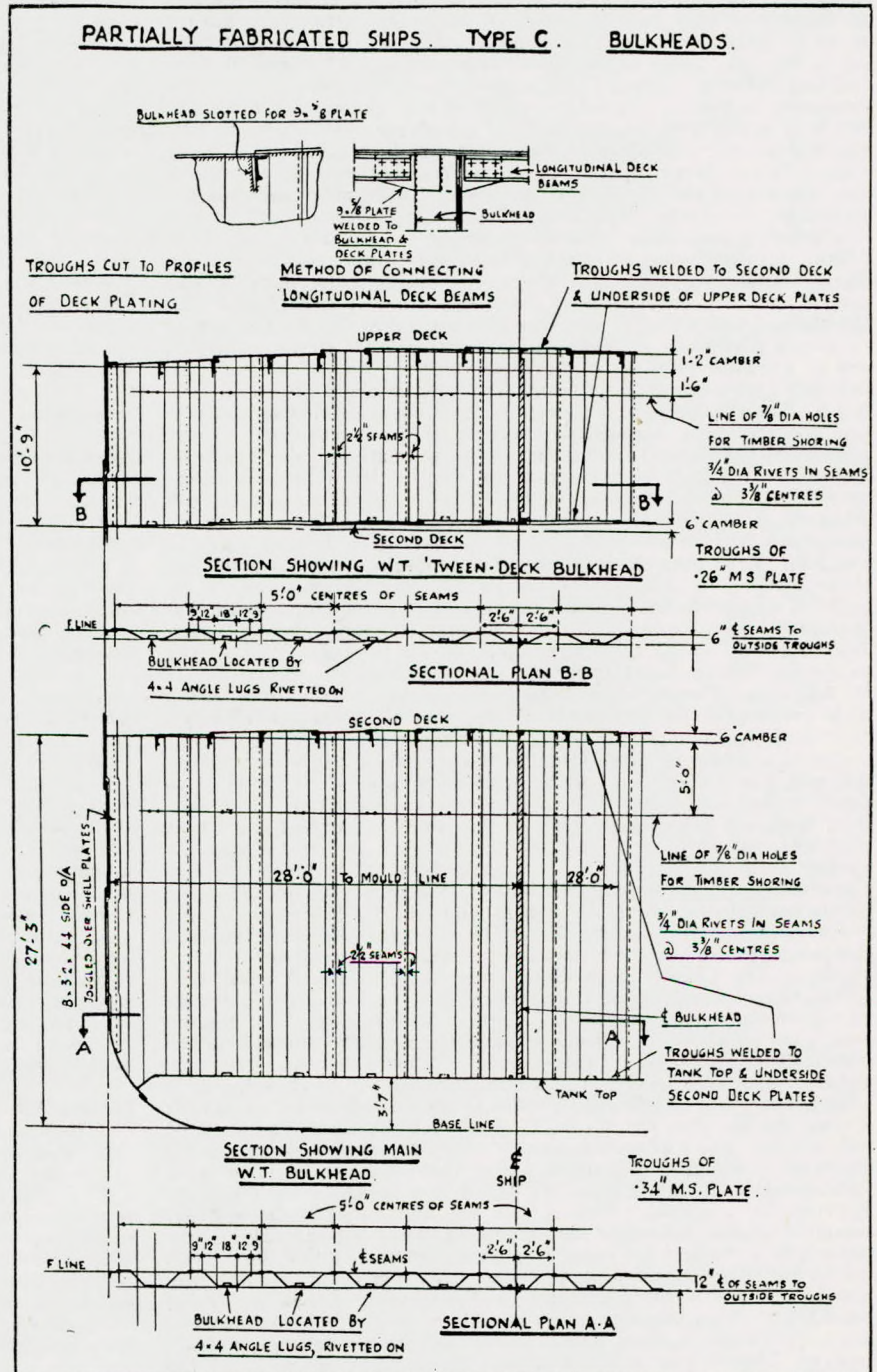 PARTIALLY FABRICATED SHIPS. TYPE C. BULKHEADS.
BULKHEAD SLOTTED FOR 9 × 5/8 PLATE
LONGITUDINAL DECK
BEAMS
9 × 5/8 PLATE
WELDED TO
BULKHEAD &
DECK PLATES
BULKHEAD
TROUGHS CUT TO PROFILES
OF DECK PLATING
METHOD OF CONNECTING
LONGITUDINAL DECK BEAMS
TROUGHS WELDED TO SECOND DECK
& UNDERSIDE OF UPPER DECK PLATES
UPPER DECK
1'-2" CAMBER
1'-6"
LINE OF 7/8" DIA HOLES
FOR TIMBER SHORING
10'-9"
2½" SEAMS
3/4" DIA RIVETS IN SEAMS
@ 3 3/8" CENTRES
B
B
6" CAMBER
SECOND DECK
SECTION SHOWING W.T. 'TWEEN-DECK BULKHEAD
TROUGHS OF
·26" M S PLATE
5'-0" CENTRES OF SEAMS
F. LINE
9" 12" 18" 12" 9"
2'-6" 2'-6"
6" ℄ SEAMS TO
OUTSIDE TROUGHS
BULKHEAD LOCATED BY
4×4 ANGLE LUGS RIVETTED ON
SECTIONAL PLAN B-B
SECOND DECK
6" CAMBER
5'-0"
LINE OF 7/8" DIA HOLES
FOR TIMBER SHORING
28'-0" TO MOULD LINE
28'-0"
27'-3"
TOGGLED OVER SHELL PLATES
3/4" DIA RIVETS IN SEAMS
@ 3 3/8" CENTRES
2½" SEAMS
℄ BULKHEAD
A
A
TROUGHS WELDED TO
TANK TOP & UNDERSIDE
SECOND DECK PLATES
TANK TOP
3'-7"
BASE LINE
SECTION SHOWING MAIN
W.T. BULKHEAD.
℄
SHIP
TROUGHS OF
·34" M.S. PLATE.
5'-0" CENTRES OF SEAMS
9" 12" 18" 12" 9"
2'-6" 2'-6"
F LINE
℄ SEAMS
12" ℄ OF SEAMS TO
OUTSIDE TROUGHS
BULKHEAD LOCATED BY
4×4 ANGLE LUGS, RIVETTED ON
SECTIONAL PLAN A-A